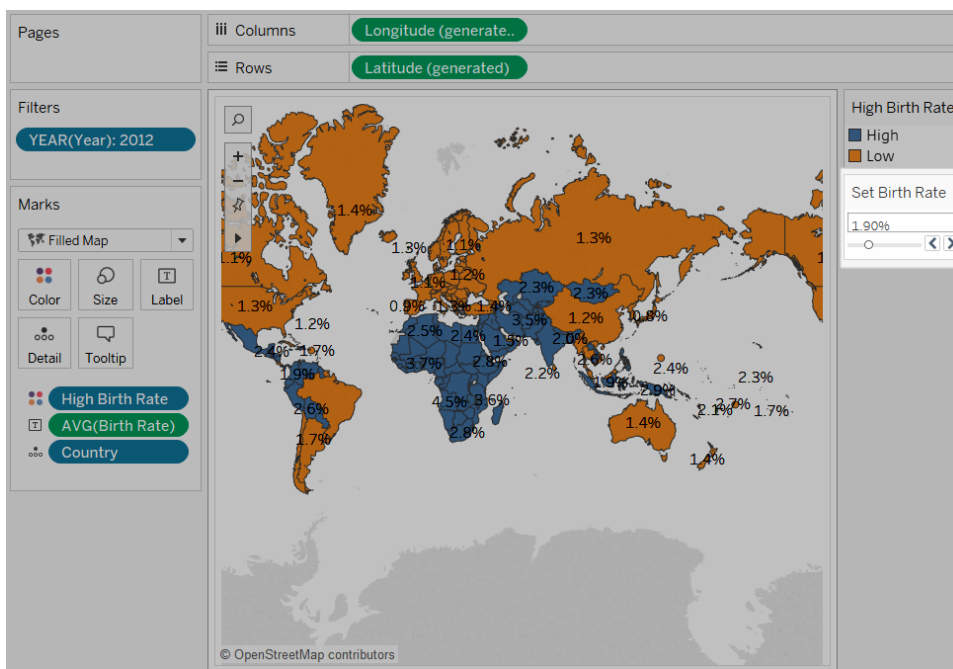 Pages
Columns
Longitude (generate..
Rows
Latitude (generated)
Filters
YEAR(Year): 2012
Marks
Filled Map
Color
Size
Label
Detail
Tooltip
High Birth Rate
AVG(Birth Rate)
Country
1.4%
1.3%
1.1%
1.3%
1.1%
1.2%
1.1%
2.3%
2.3%
1.3%
0.9%
1.3%
1.4%
1.2%
0.8%
1.2%
2.5%
2.4%
3.5%
1.5%
2.0%
2.4%
1.7%
3.7%
2.8%
2.6%
1.9%
2.2%
2.4%
1.9%
2.9%
2.3%
2.6%
4.5%
3.6%
2.1%
2.7%
1.7%
1.7%
2.8%
1.4%
1.4%
© OpenStreetMap contributors
High Birth Rate
High
Low
Set Birth Rate
1.90%